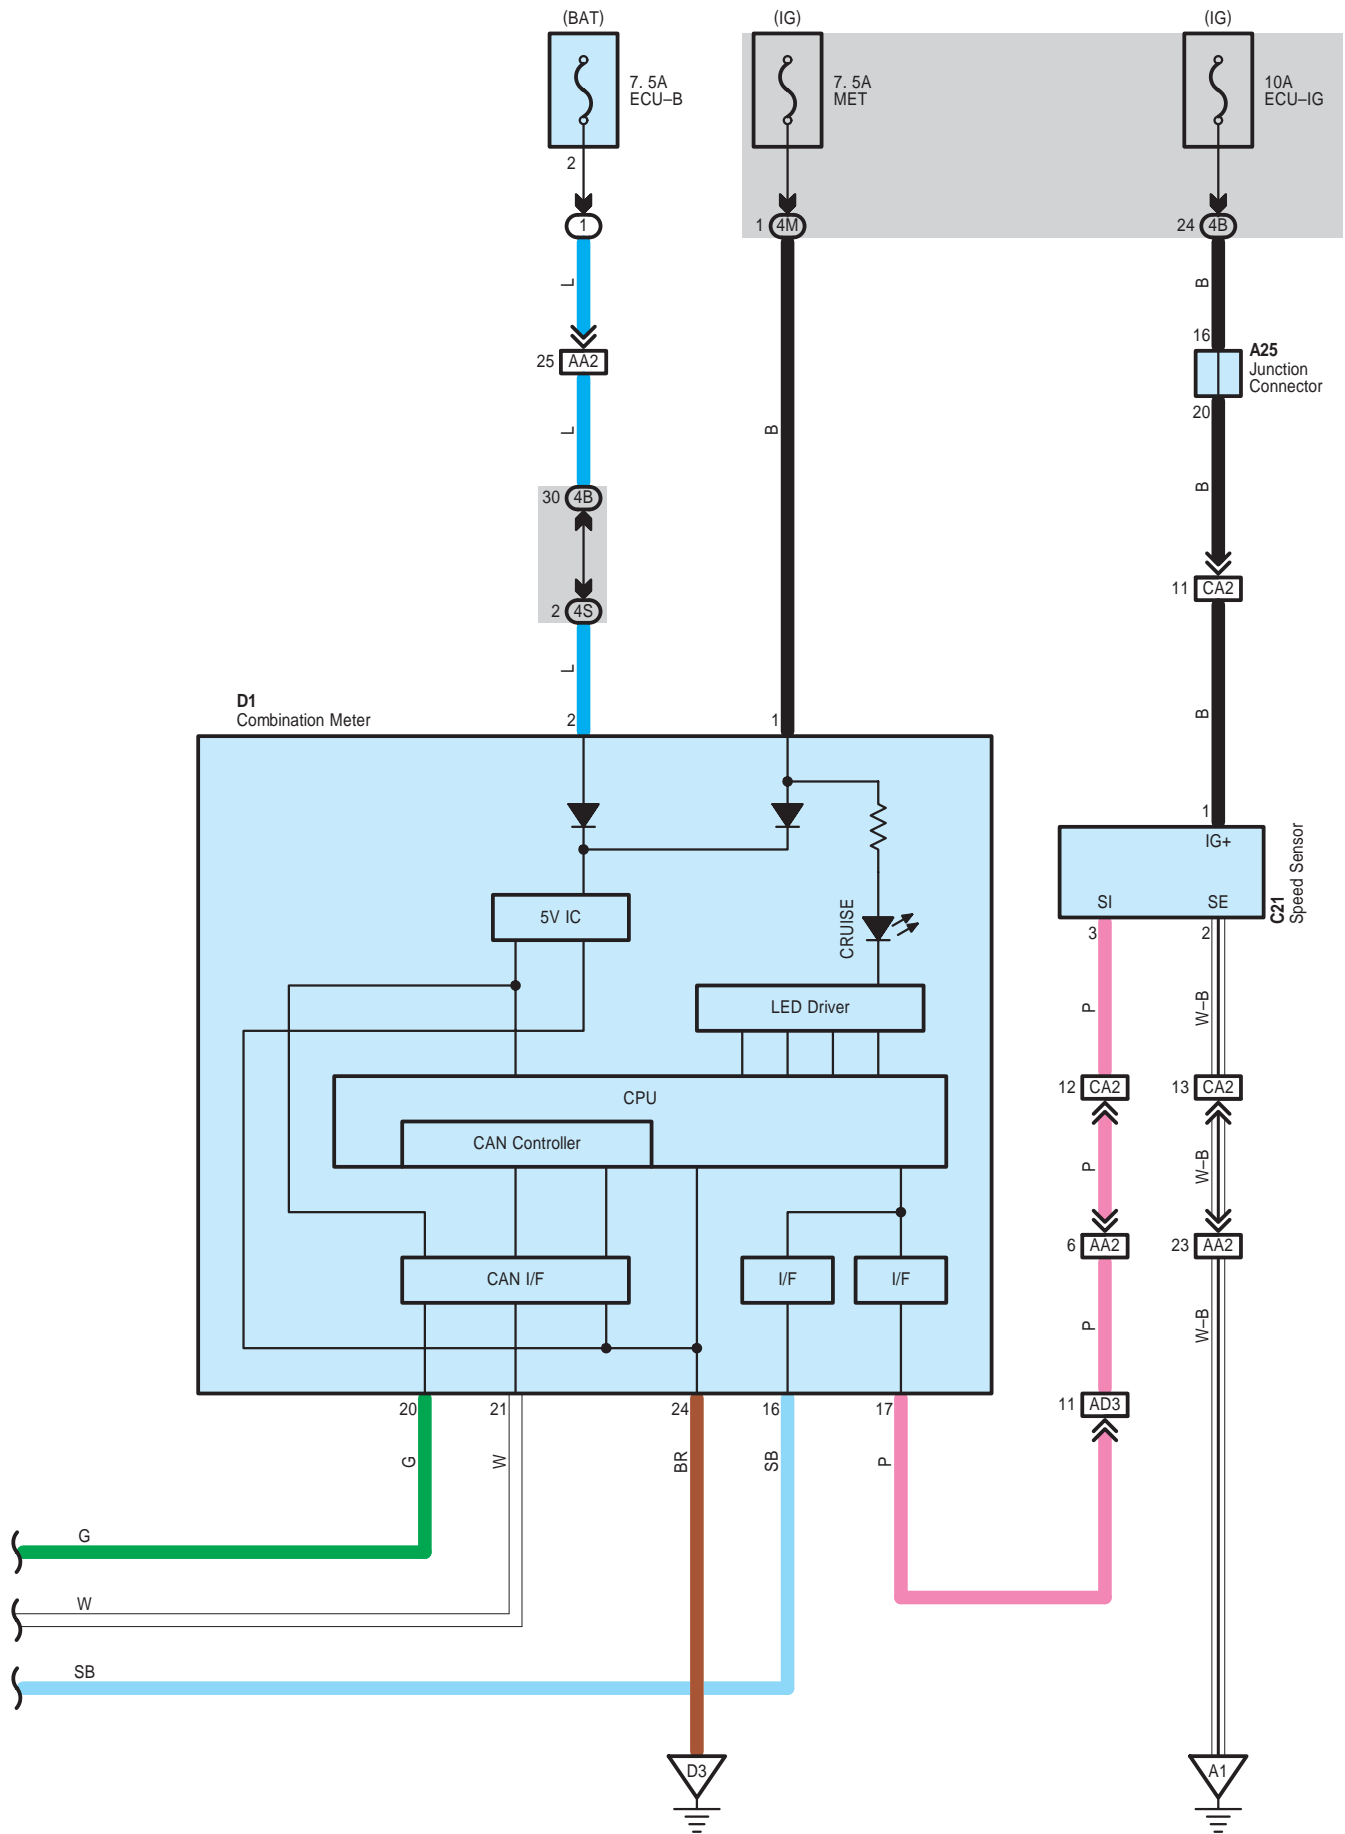 (BAT)
(IG)
(IG)
7. 5A
ECU–B
7. 5A
MET
10A
ECU–IG
2
1
1
4M
24
4B
L
B
16
A25
Junction
Connector
25
AA2
20
L
B
B
30
4B
11
CA2
2
4S
L
B
D1
Combination Meter
2
1
1
IG+
SI
SE
C21
Speed Sensor
5V IC
CRUISE
3
2
LED Driver
P
W–B
CPU
12
CA2
13
CA2
CAN Controller
P
W–B
6
AA2
23
AA2
CAN I/F
I/F
I/F
P
W–B
20
21
24
16
17
11
AD3
G
W
BR
SB
P
G
W
SB
D3
A1